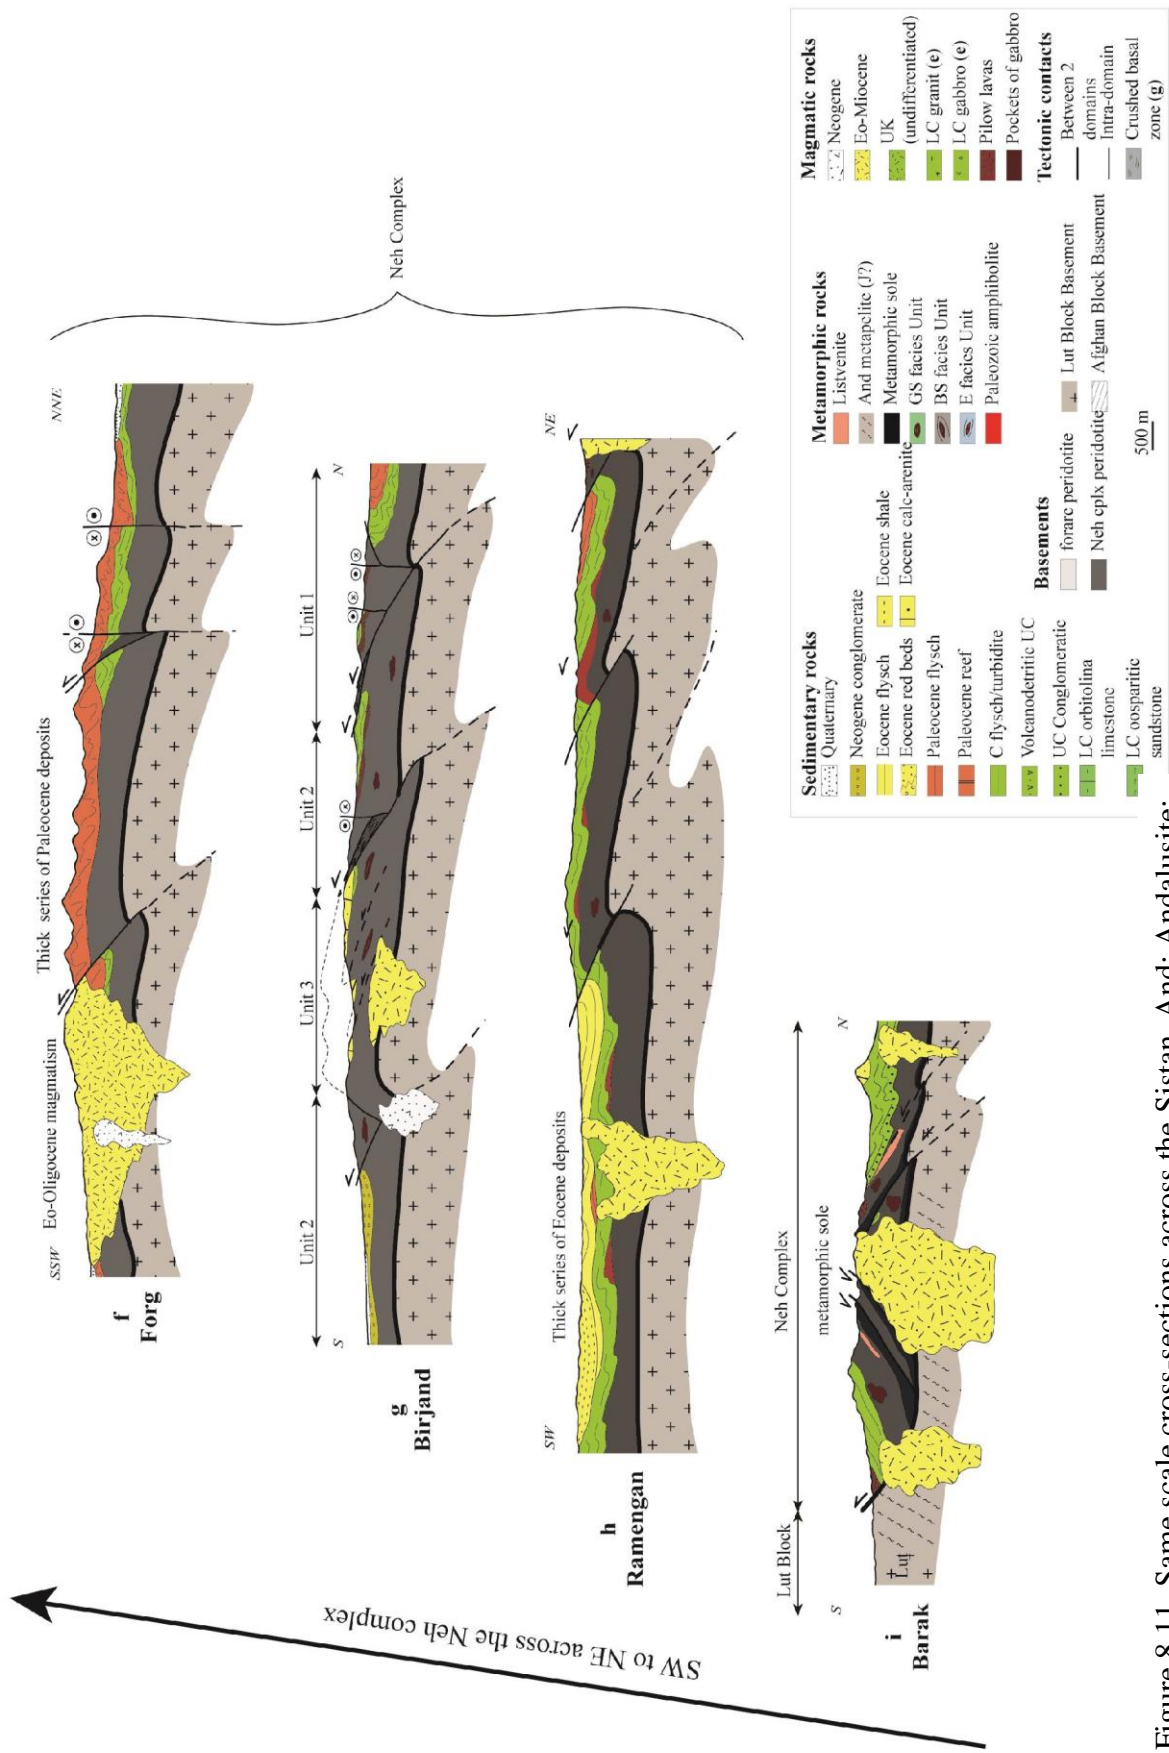 SSW
Eo-Oligocene magmatism
Thick series of Paleocene deposits
NNE
f
Forg
Neh Complex
S
Unit 2
Unit 3
Unit 2
Unit 1
N
g
Birjand
SW
Thick series of Eocene deposits
NE
h
Ramengan
S
Lut Block
Neh Complex
metamorphic sole
N
Lut
i
Barak
SW to NE across the Neh complex
Sedimentary rocks
Quaternary
Neogene conglomerate
Eocene flysch
Eocene red beds
Paleocene flysch
Paleocene reef
C flysch/turbidite
Volcanodetritic UC
UC Conglomeratic
LC orbitolina
limestone
LC oosparitic
sandstone
Eocene shale
Eocene calc-arenite
Metamorphic rocks
Listvenite
And metapelite (J?)
Metamorphic sole
GS facies Unit
BS facies Unit
E facies Unit
Paleozoic amphibolite
Basements
forarc peridotite
Neh cplx peridotite
Lut Block Basement
Afghan Block Basement
Magmatic rocks
Neogene
Eo-Miocene
UK
(undifferentiated)
LC granit (e)
LC gabbro (e)
Pilow lavas
Pockets of gabbro
Tectonic contacts
Between 2
domains
Intra-domain
Crushed basal
zone (g)
500 m
Figure 8.11. Same scale cross-sections across the Sistan. And: Andalusite;